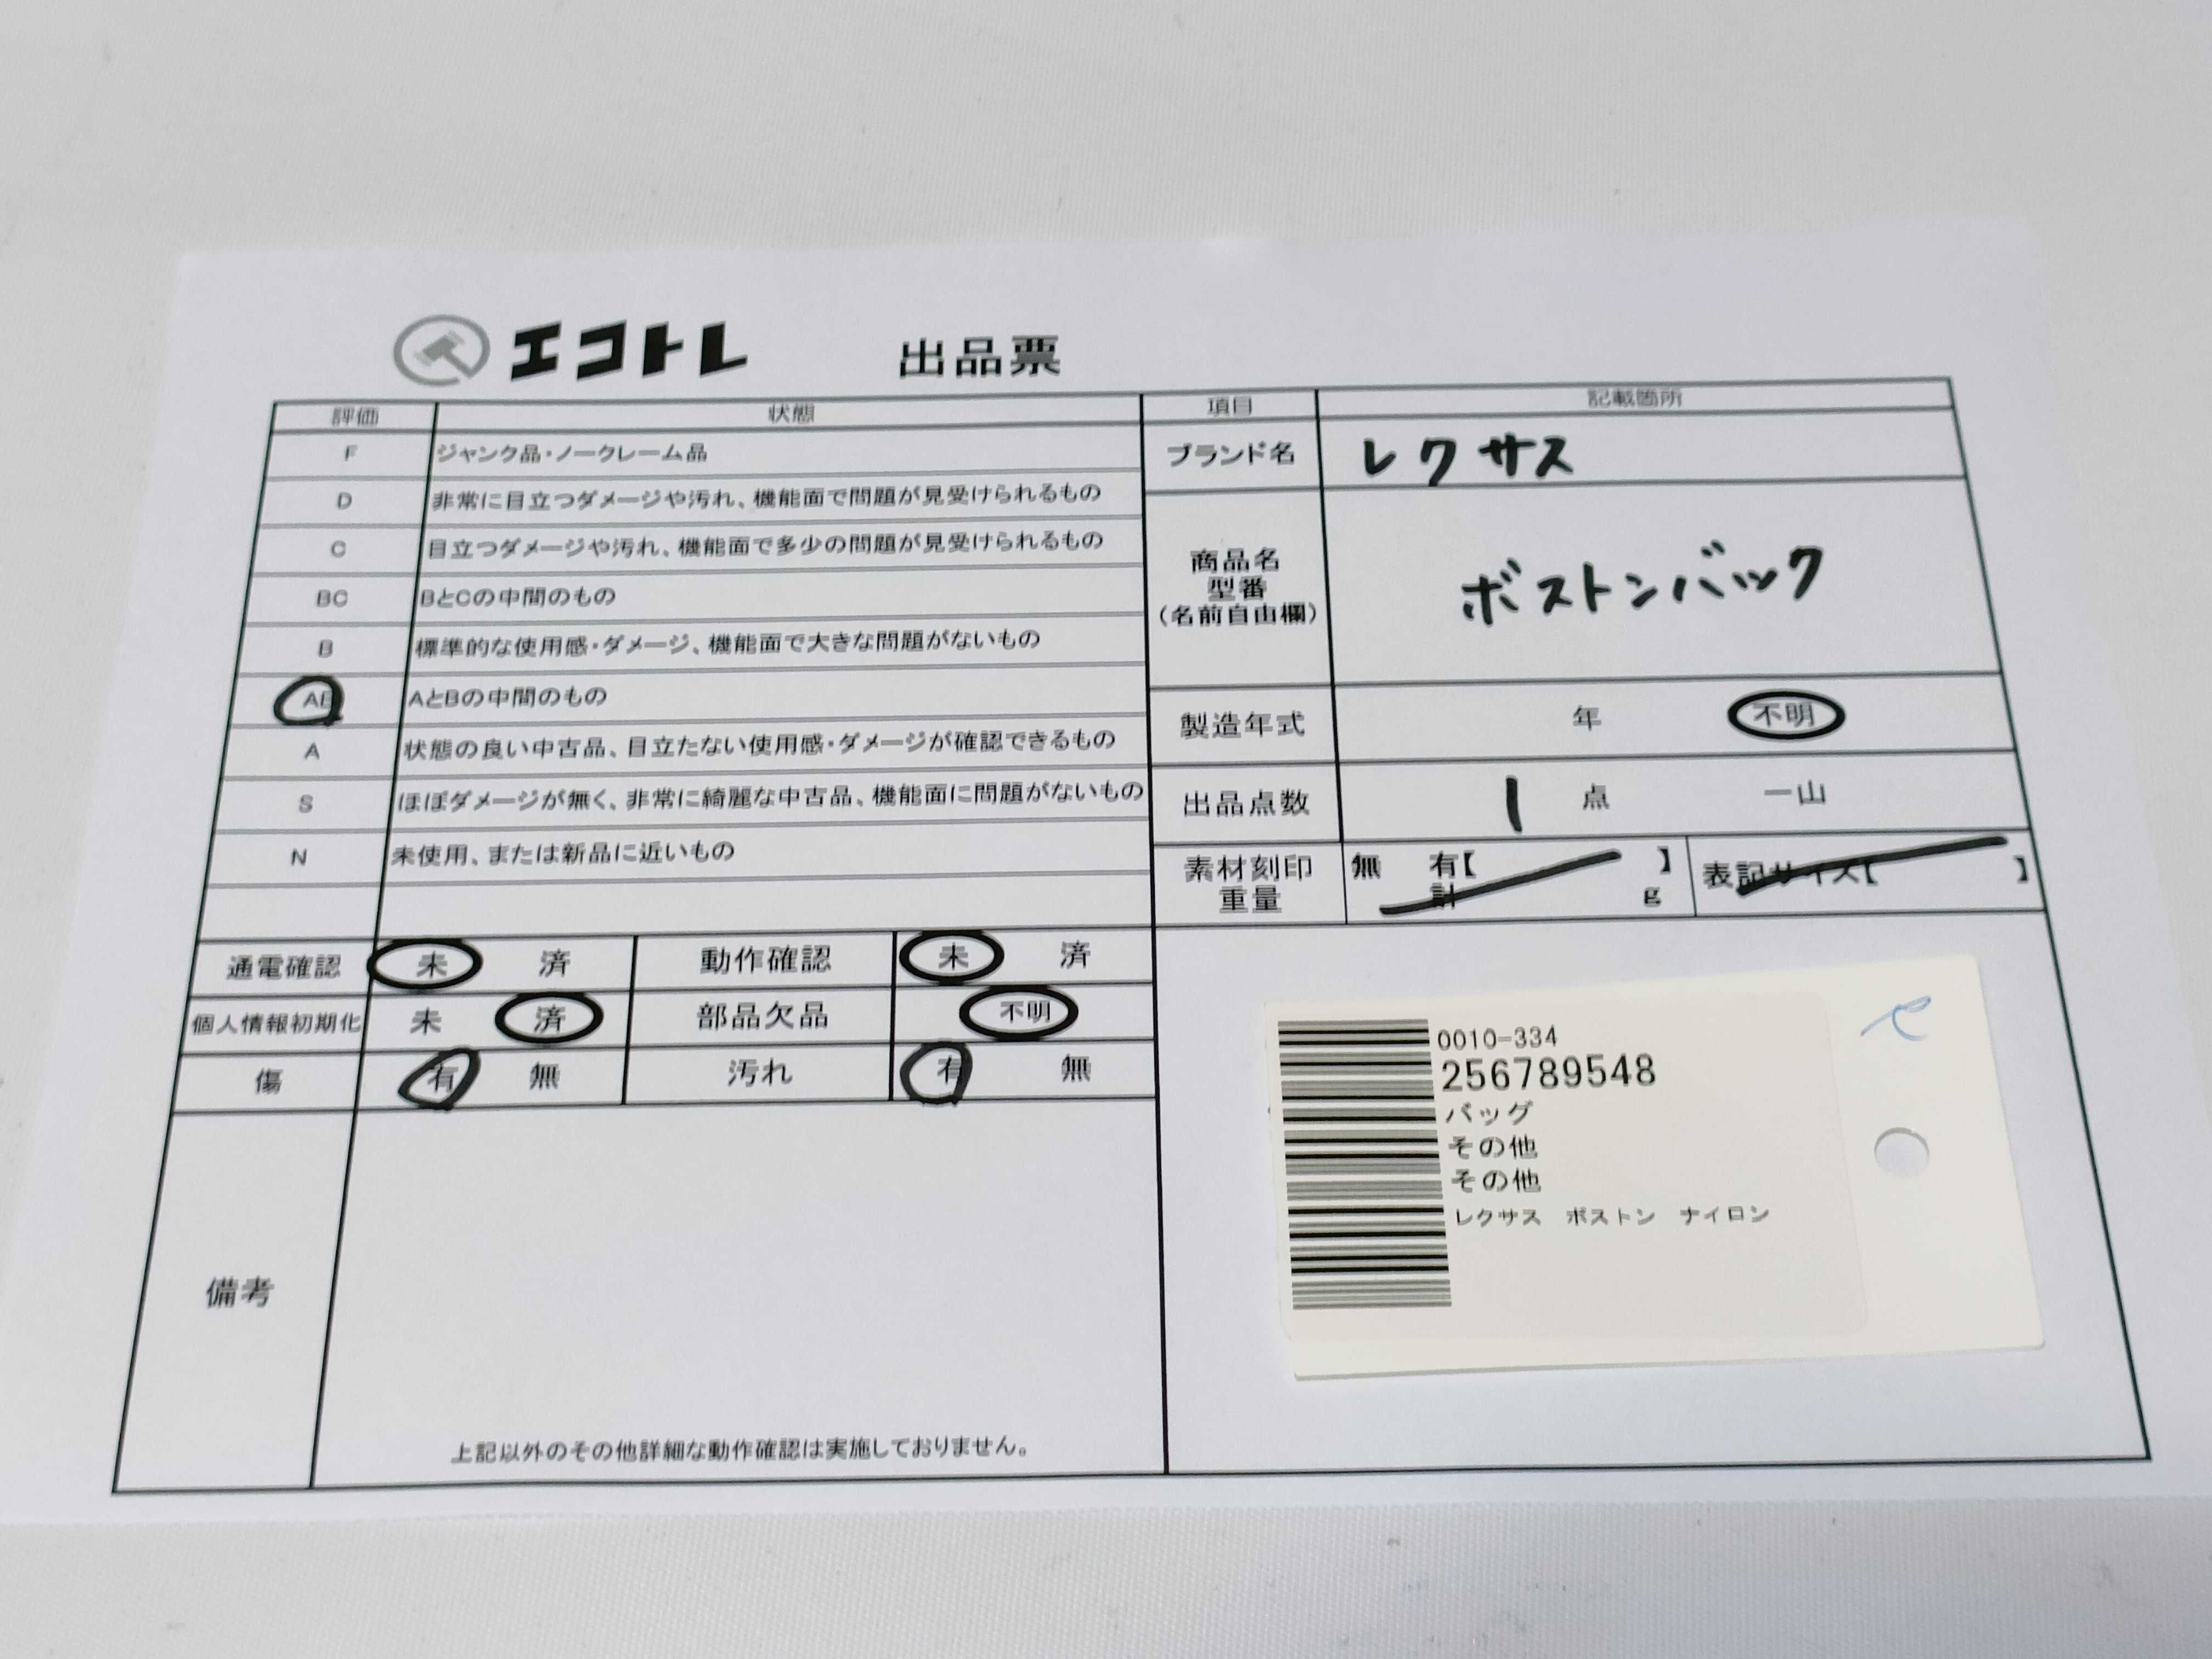 エコトレ 出品票
評価 状態
F ジャンク品・ノークレーム品
D 非常に目立つダメージや汚れ、機能面で問題が見受けられるもの
C 目立つダメージや汚れ、機能面で多少の問題が見受けられるもの
BC BとCの中間のもの
B 標準的な使用感・ダメージ、機能面で大きな問題がないもの
AB AとBの中間のもの
A 状態の良い中古品、目立たない使用感・ダメージが確認できるもの
S ほぼダメージが無く、非常に綺麗な中古品、機能面に問題がないもの
N 未使用、または新品に近いもの
通電確認 未 済 動作確認 未 済
個人情報初期化 未 済 部品欠品 不明
傷 有 無 汚れ 有 無
備考
上記以外のその他詳細な動作確認は実施しておりません。
項目 記載箇所
ブランド名 レクサス
商品名
型番
(名前自由欄)
ボストンバック
製造年式 年 不明
出品点数 1 点 一山
素材刻印 無 有【 】 表記サイズ【 】
重量 計 g
0010-334
256789548
バッグ
その他
その他
レクサス ボストン ナイロン